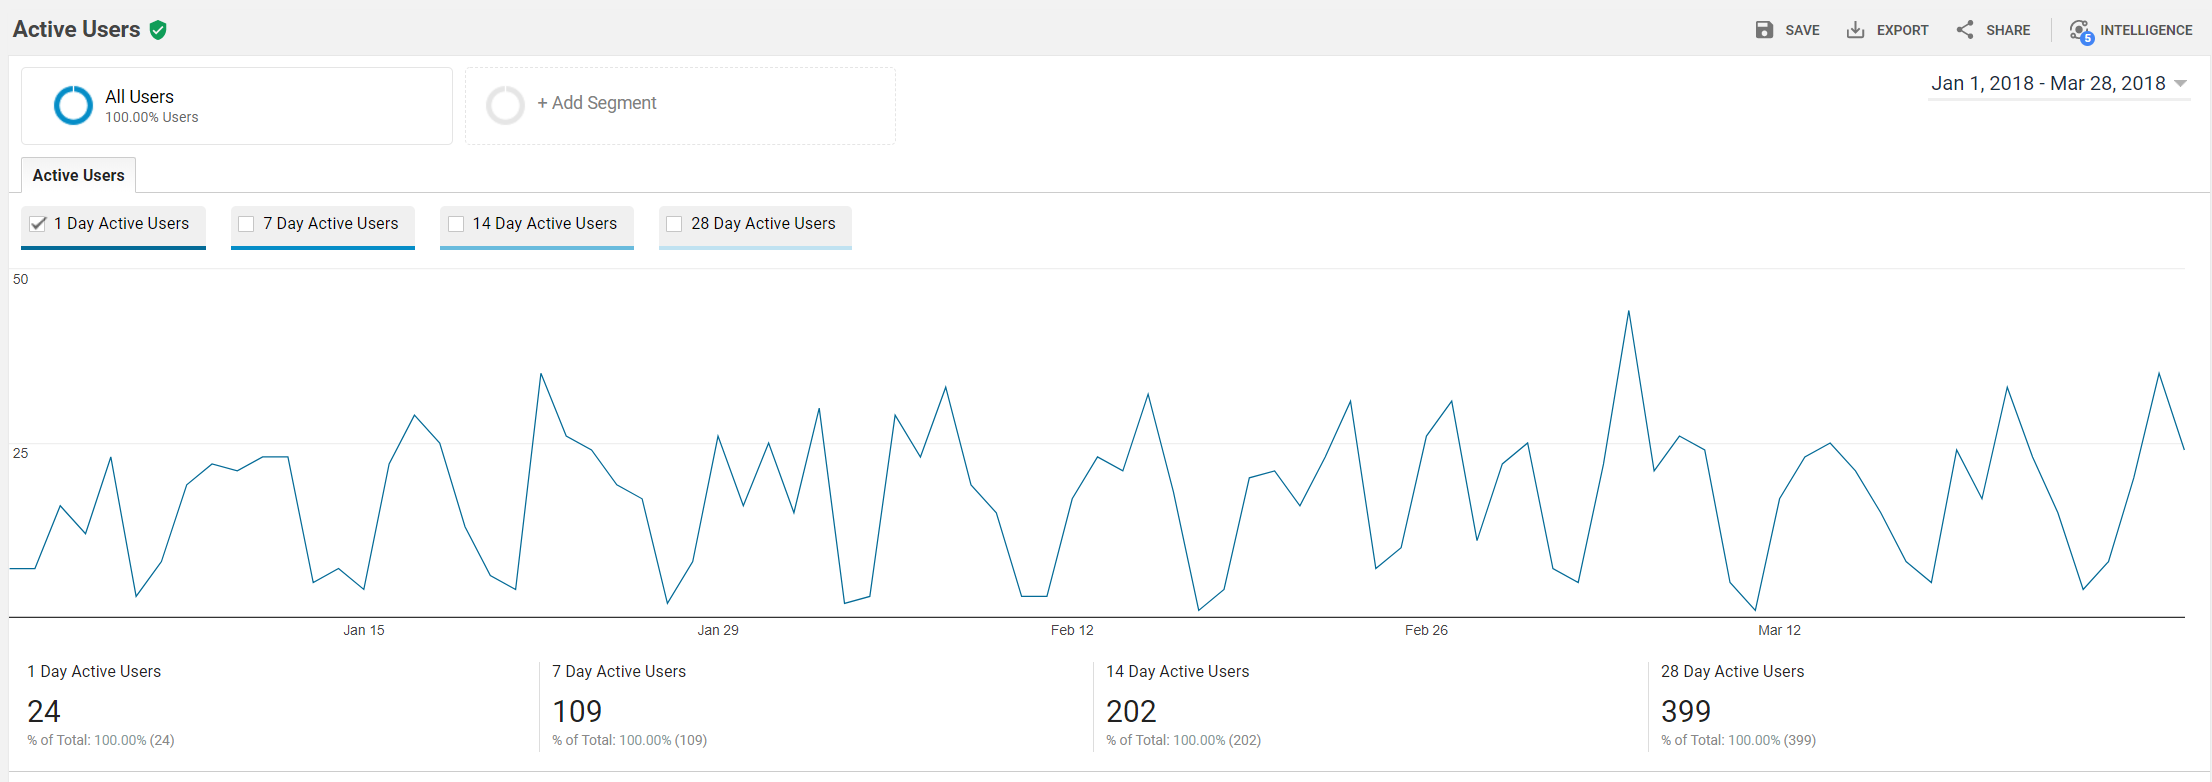 Active Users
SAVE
EXPORT
SHARE
5
INTELLIGENCE
All Users
100.00% Users
+ Add Segment
Jan 1, 2018 - Mar 28, 2018
Active Users
1 Day Active Users
7 Day Active Users
14 Day Active Users
28 Day Active Users
50
25
Jan 15
Jan 29
Feb 12
Feb 26
Mar 12
1 Day Active Users
24
% of Total: 100.00% (24)
7 Day Active Users
109
% of Total: 100.00% (109)
14 Day Active Users
202
% of Total: 100.00% (202)
28 Day Active Users
399
% of Total: 100.00% (399)